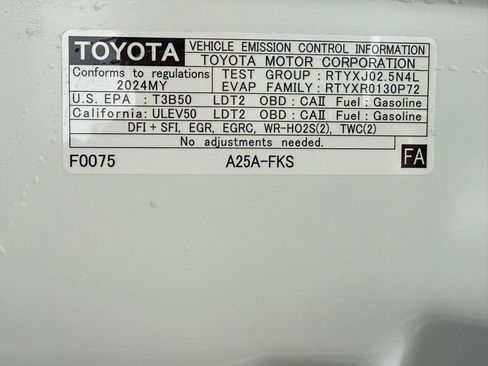 TOYOTA VEHICLE EMISSION CONTROL INFORMATION
TOYOTA MOTOR CORPORATION
Conforms to regulations TEST GROUP : RTYXJ02.5N4L
2024MY EVAP FAMILY : RTYXR0130P72
U.S. EPA : T3B50 LDT2 OBD : CAII Fuel : Gasoline
California : ULEV50 LDT2 OBD : CAII Fuel : Gasoline
DFI + SFI, EGR, EGRC, WR-HO2S(2), TWC(2)
No adjustments needed.
F0075 A25A-FKS FA